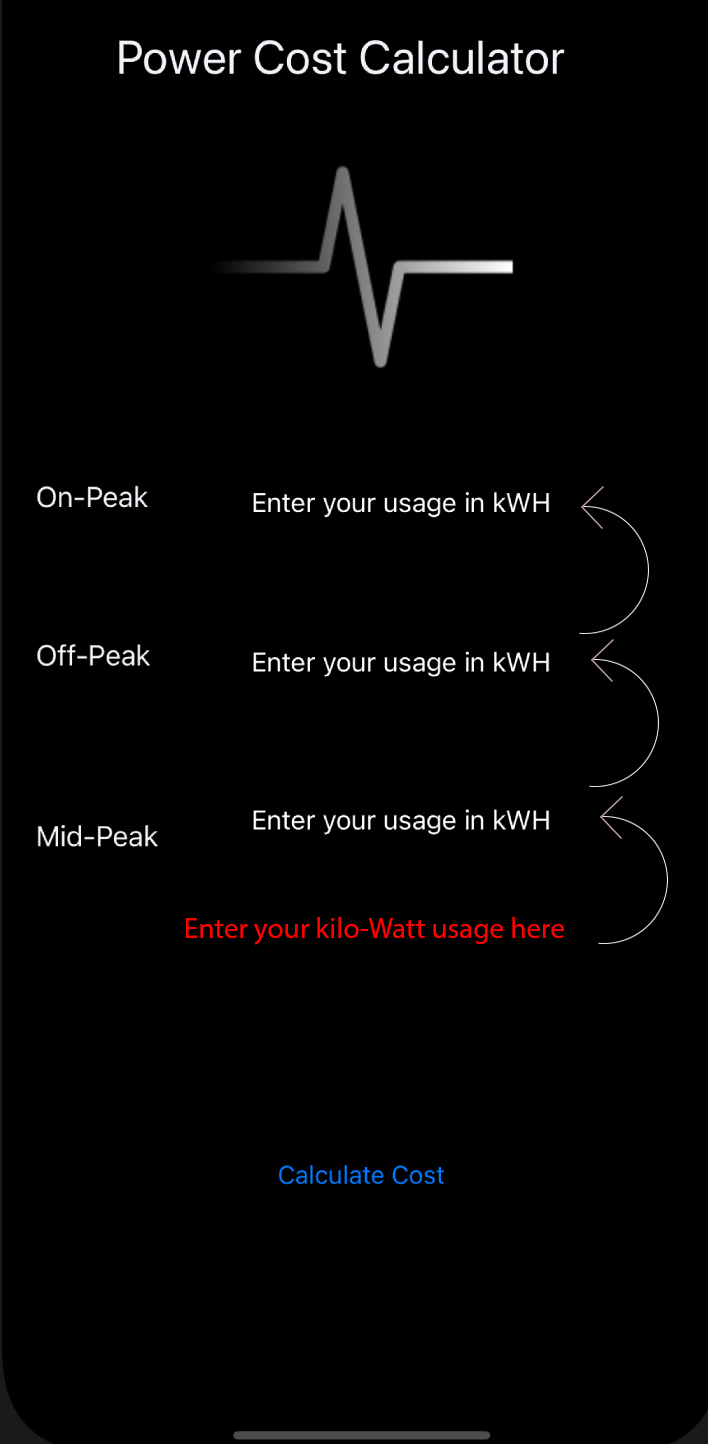 Power Cost Calculator
On-Peak
Enter your usage in kWH
Off-Peak
Enter your usage in kWH
Mid-Peak
Enter your usage in kWH
Enter your kilo-Watt usage here
Calculate Cost